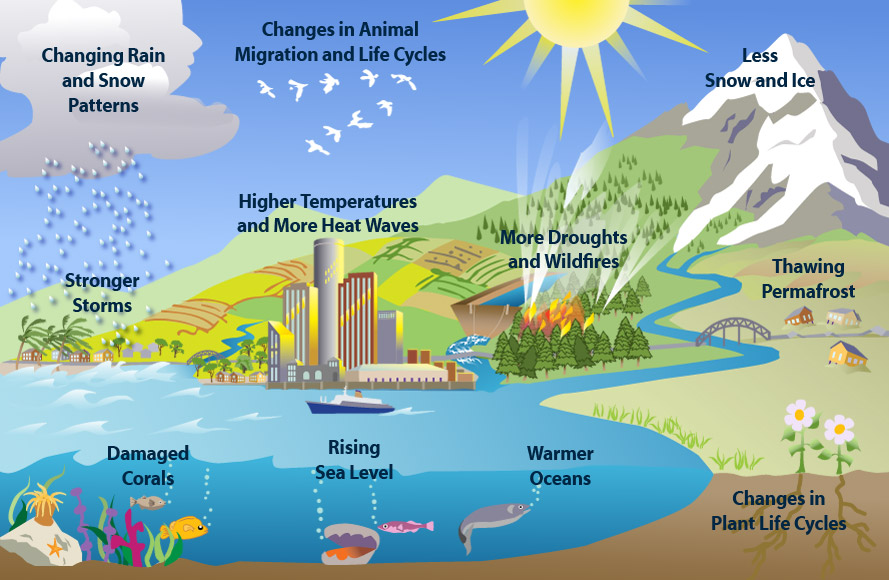 Changing Rain
and Snow
Patterns
Changes in Animal
Migration and Life Cycles
Less
Snow and Ice
Higher Temperatures
and More Heat Waves
More Droughts
and Wildfires
Stronger
Storms
Thawing
Permafrost
Damaged
Corals
Rising
Sea Level
Warmer
Oceans
Changes in
Plant Life Cycles